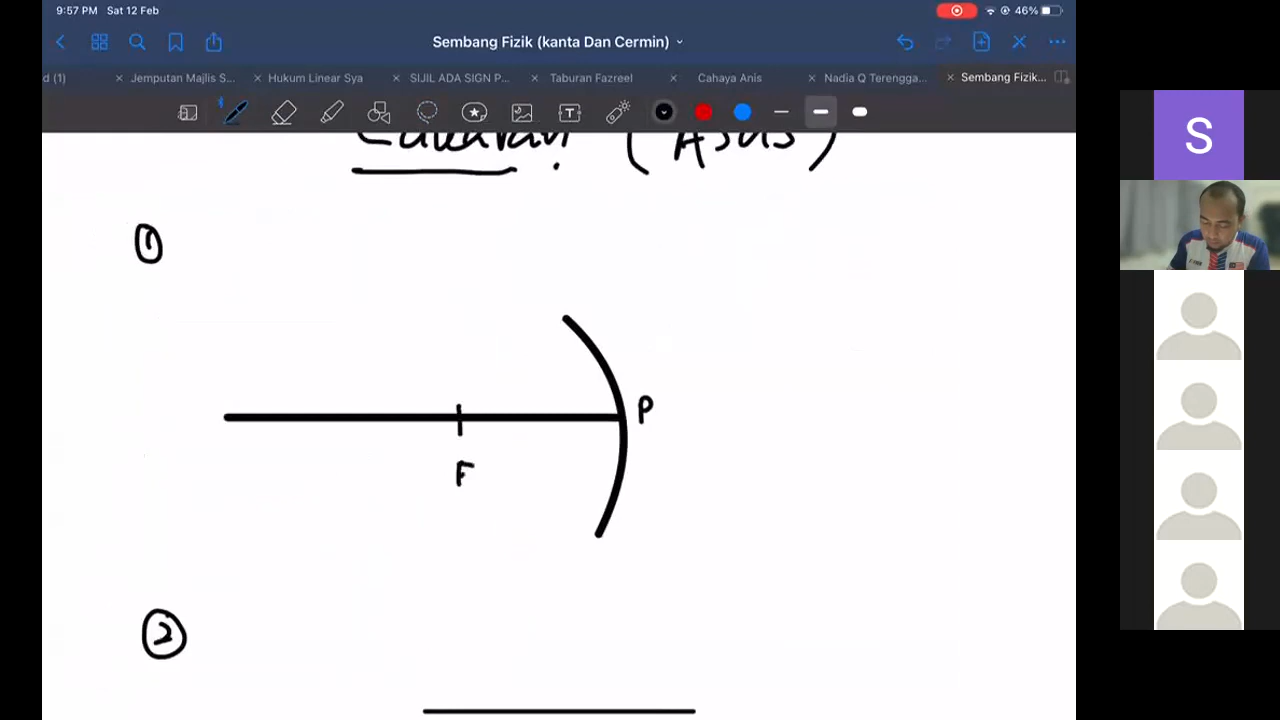 9:57 PM Sat 12 Feb
46%
Sembang Fizik (kanta Dan Cermin)
d (1)
Jemputan Majlis S...
Hukum Linear Sya
SIJIL ADA SIGN P...
Taburan Fazreel
Cahaya Anis
Nadia Q Terengga...
Sembang Fizik...
T
(Asas)
S
1
P
F
2